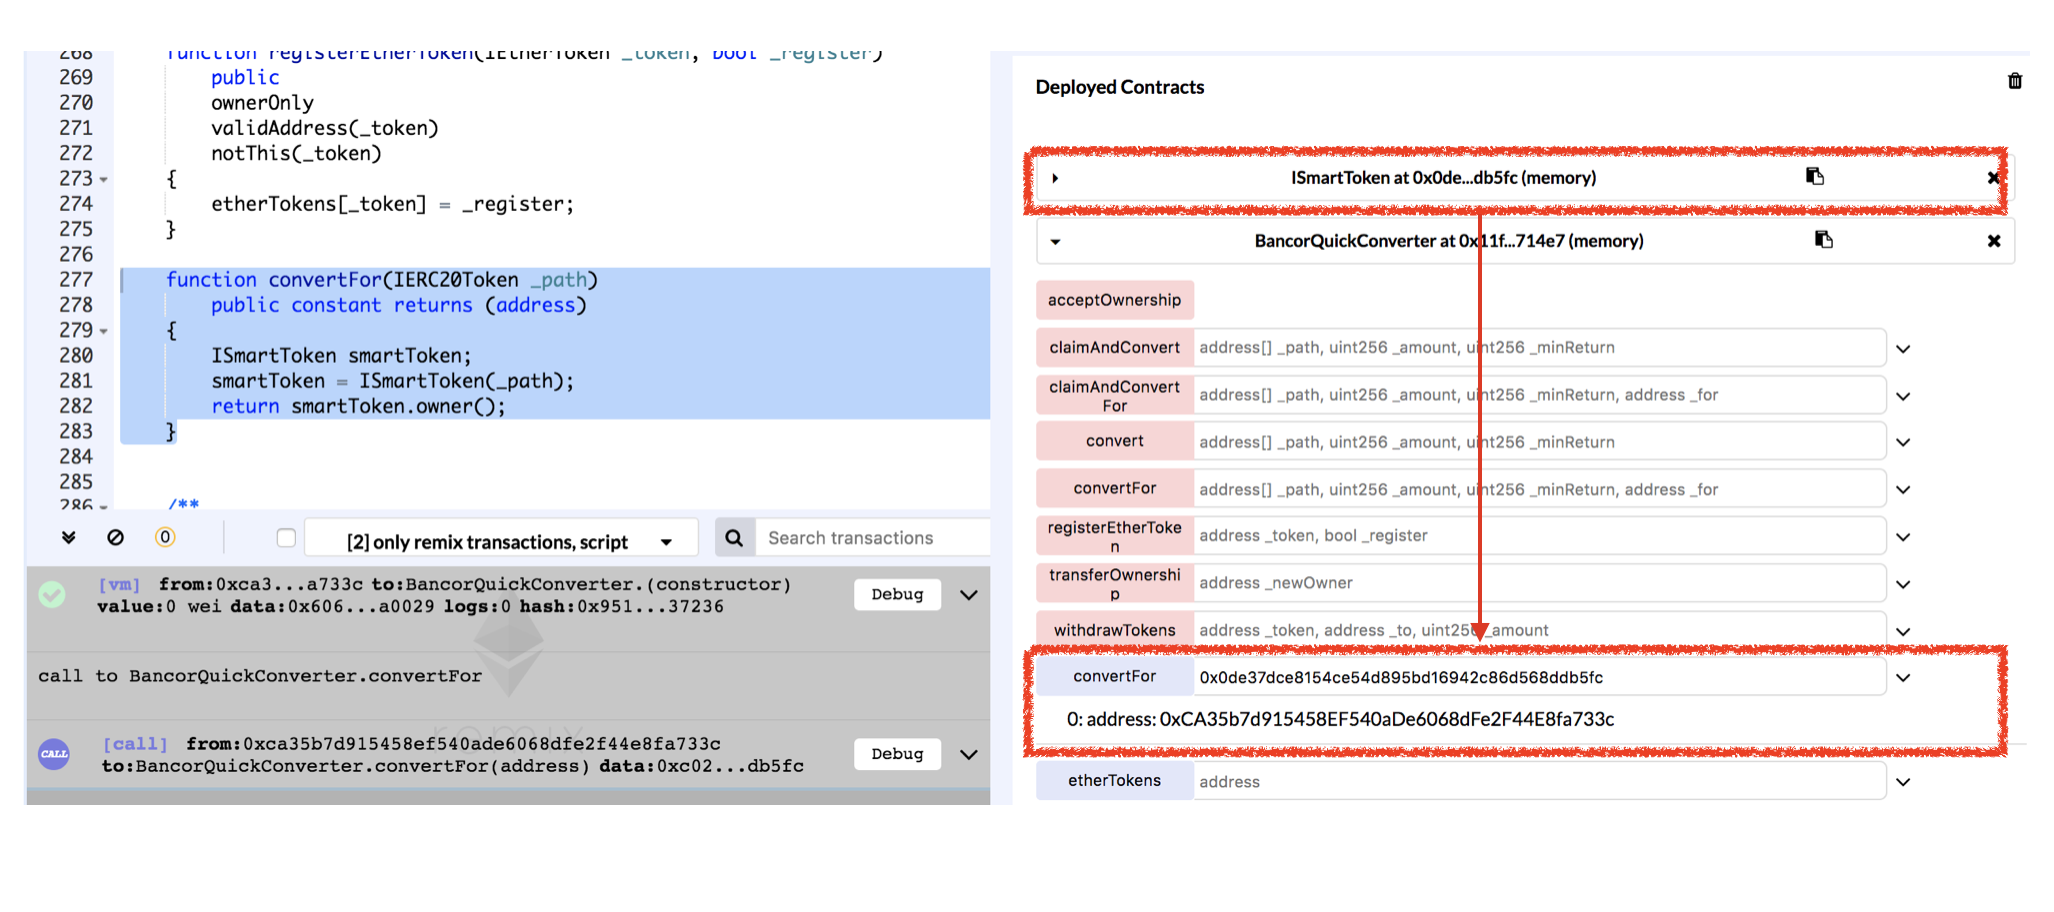 268 function registerEtherToken(IEtherToken _token, bool _register)
269 public
270 ownerOnly
271 validAddress(_token)
272 notThis(_token)
273 {
274 etherTokens[_token] = _register;
275 }
276
277 function convertFor(IERC20Token _path)
278 public constant returns (address)
279 {
280 ISmartToken smartToken;
281 smartToken = ISmartToken(_path);
282 return smartToken.owner();
283 }
284
285
286 /**
0
[2] only remix transactions, script
Search transactions
[vm] from:0xca3...a733c to:BancorQuickConverter.(constructor)
value:0 wei data:0x606...a0029 logs:0 hash:0x951...37236
Debug
call to BancorQuickConverter.convertFor
remix
CALL
[call] from:0xca35b7d915458ef540ade6068dfe2f44e8fa733c
to:BancorQuickConverter.convertFor(address) data:0xc02...db5fc
Debug
Deployed Contracts
ISmartToken at 0x0de...db5fc (memory)
BancorQuickConverter at 0x11f...714e7 (memory)
acceptOwnership
claimAndConvert address[] _path, uint256 _amount, uint256 _minReturn
claimAndConvert
For
address[] _path, uint256 _amount, uint256 _minReturn, address _for
convert address[] _path, uint256 _amount, uint256 _minReturn
convertFor address[] _path, uint256 _amount, uint256 _minReturn, address _for
registerEtherToke
n
address _token, bool _register
transferOwnershi
p
address _newOwner
withdrawTokens address _token, address _to, uint256 _amount
convertFor 0x0de37dce8154ce54d895bd16942c86d568ddb5fc
0: address: 0xCA35b7d915458EF540aDe6068dFe2F44E8fa733c
etherTokens address